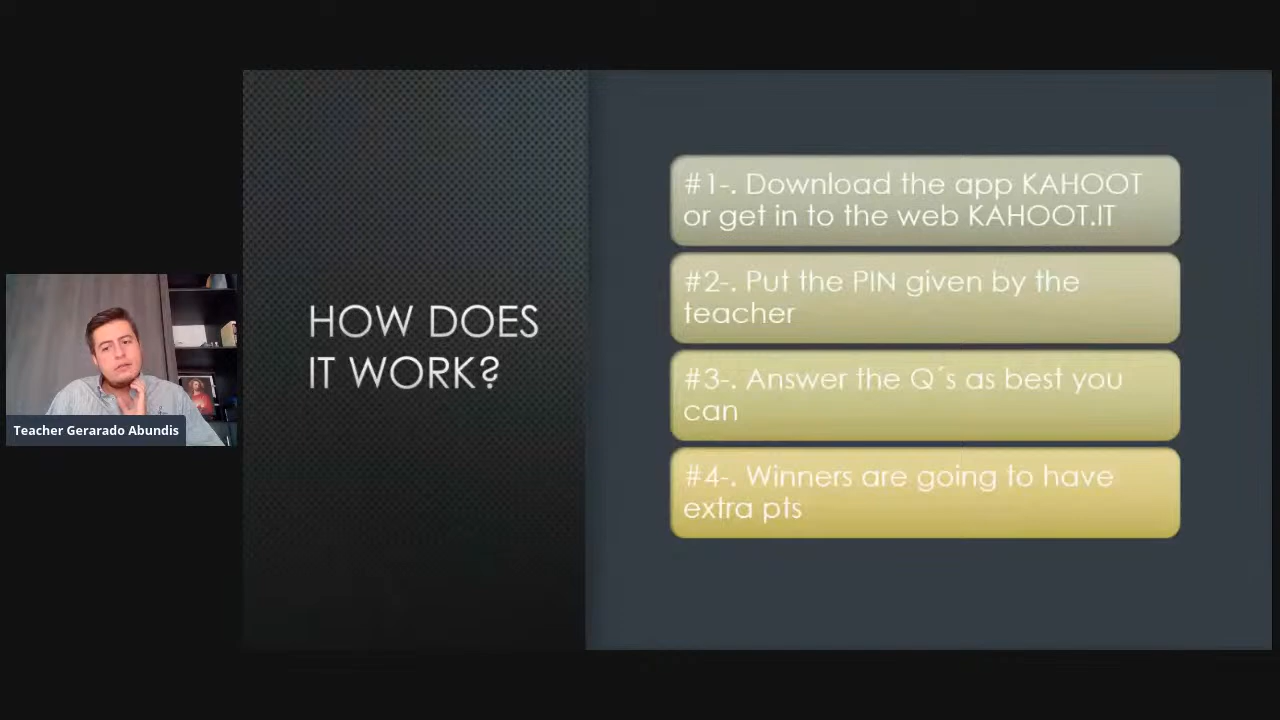 HOW DOES
IT WORK?
#1-. Download the app KAHOOT
or get in to the web KAHOOT.IT
#2-. Put the PIN given by the
teacher
#3-. Answer the Q´s as best you
can
#4-. Winners are going to have
extra pts
Teacher Gerarado Abundis